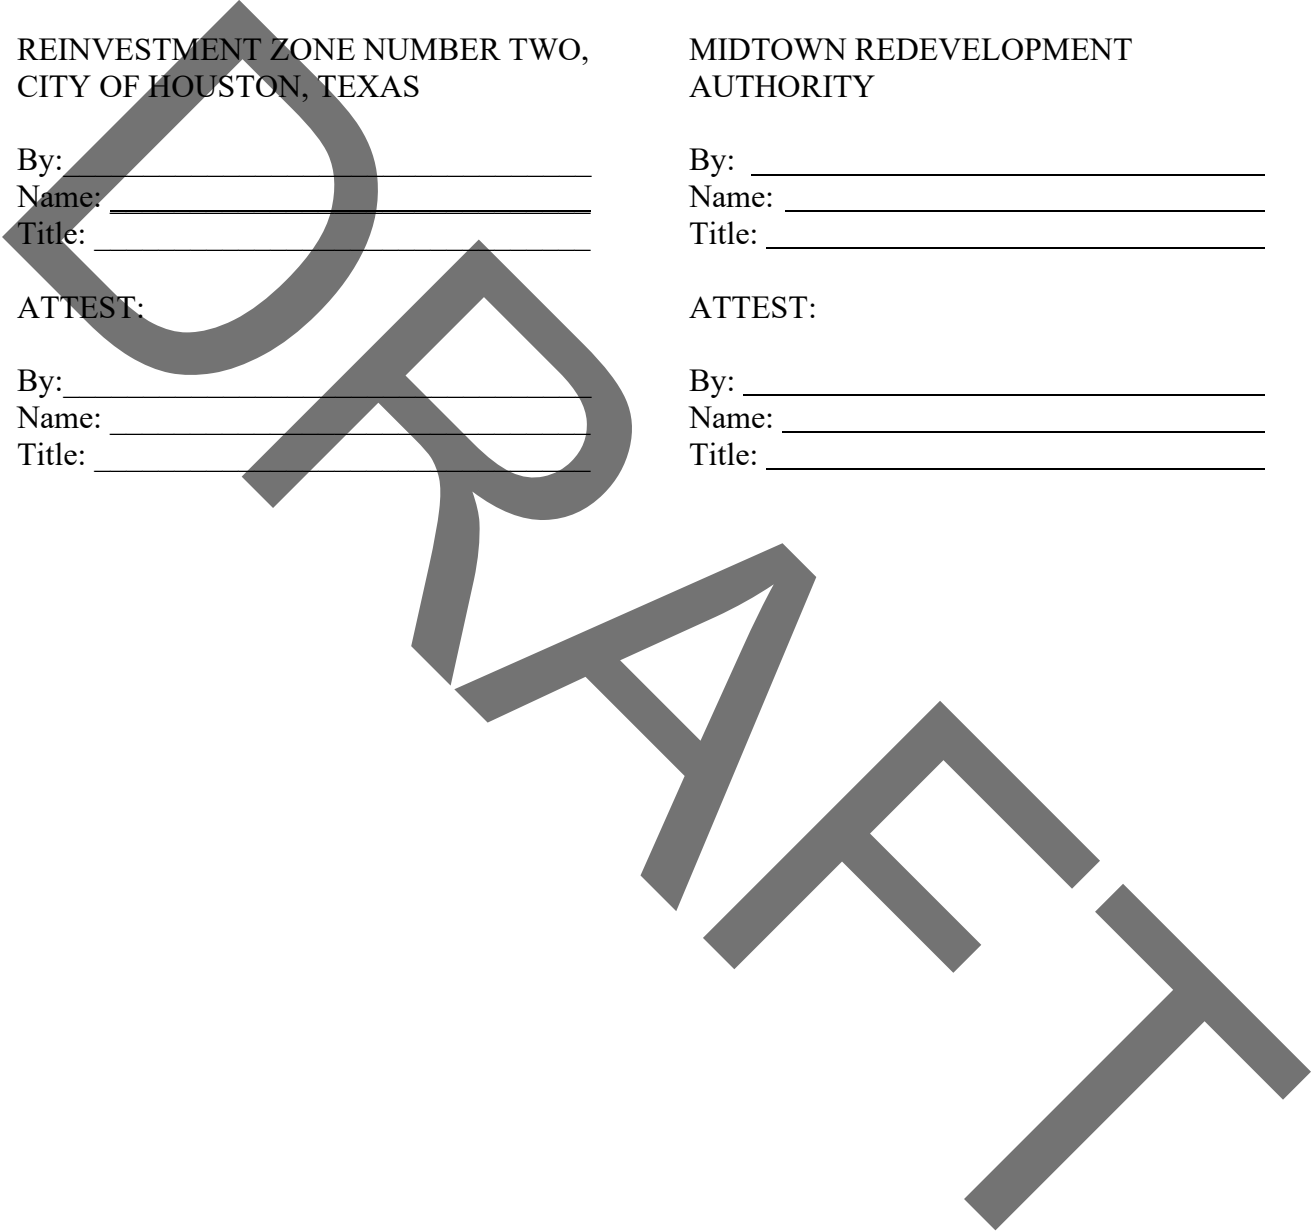 REINVESTMENT ZONE NUMBER TWO,
CITY OF HOUSTON, TEXAS
By:
Name:
Title:
ATTEST:
By:
Name:
Title:
MIDTOWN REDEVELOPMENT
AUTHORITY
By:
Name:
Title:
ATTEST:
By:
Name:
Title:
DRAFT